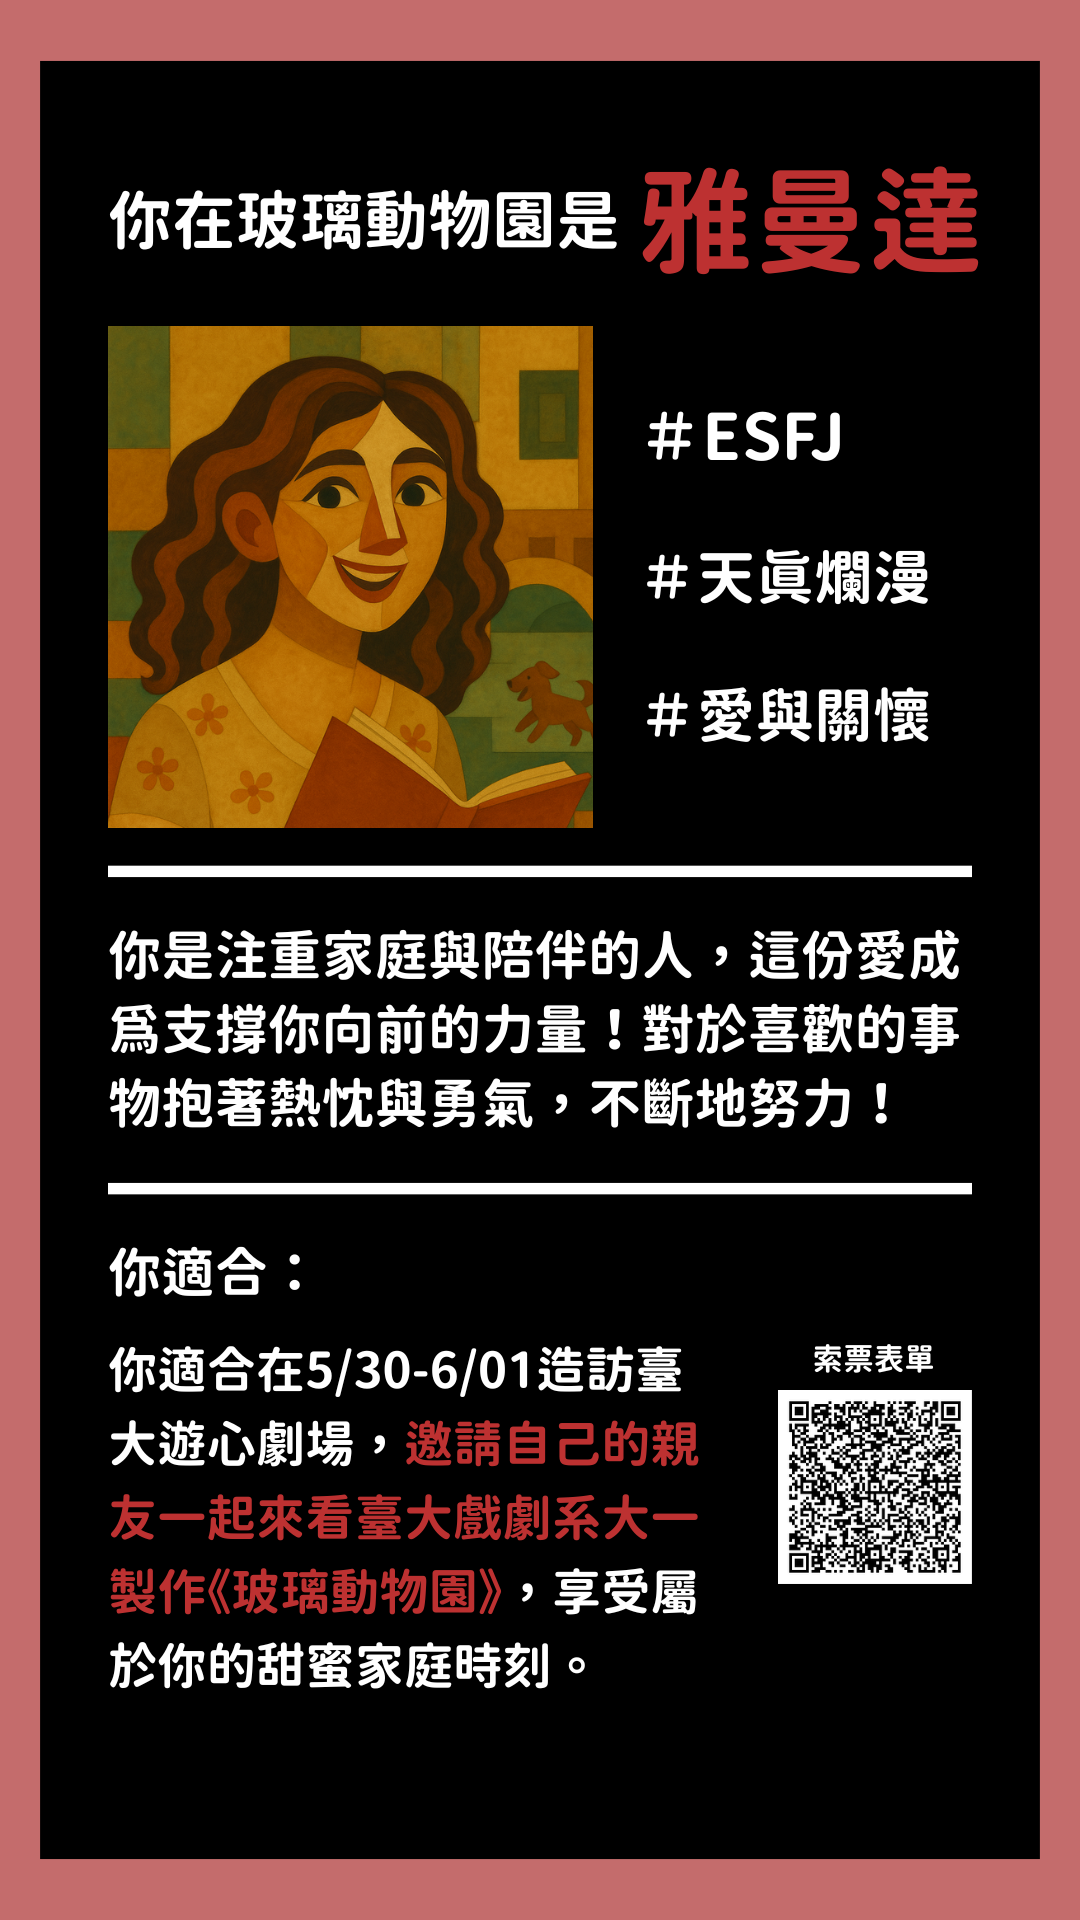 你在玻璃動物園是 雅曼達
#ESFJ
#天真爛漫
#愛與關懷
你是注重家庭與陪伴的人，這份愛成
為支撐你向前的力量！對於喜歡的事
物抱著熱忱與勇氣，不斷地努力！
你適合：
你適合在5/30-6/01造訪臺
大遊心劇場，邀請自己的親
友一起來看臺大戲劇系大一
製作《玻璃動物園》，享受屬
於你的甜蜜家庭時刻。
索票表單